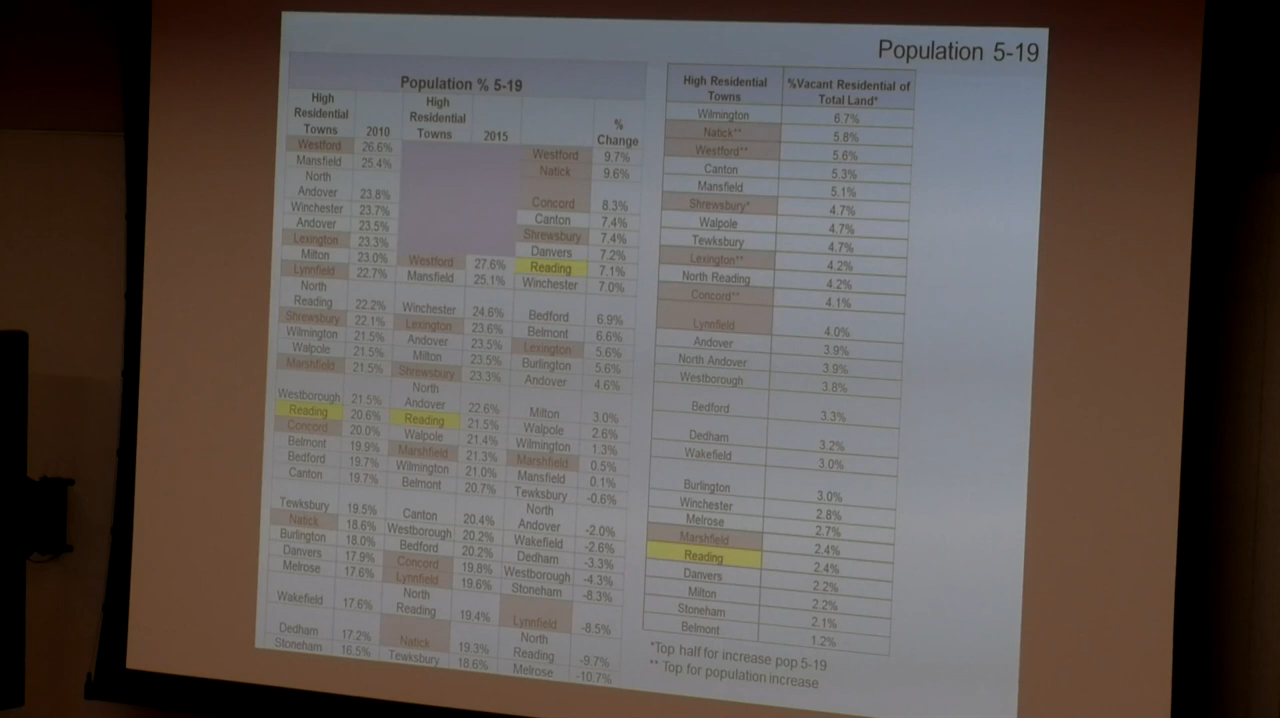 Population 5-19
Population % 5-19
High Residential Towns 2010
Westford 26.6%
Mansfield 25.4%
North Andover 23.8%
Winchester 23.7%
Andover 23.5%
Lexington 23.3%
Milton 23.0%
Lynnfield 22.7%
North Reading 22.2%
Shrewsbury 22.1%
Wilmington 21.5%
Walpole 21.5%
Marshfield 21.5%
Westborough 21.5%
Reading 20.6%
Concord 20.0%
Belmont 19.9%
Bedford 19.7%
Canton 19.7%
Tewksbury 19.5%
Natick 18.6%
Burlington 18.0%
Danvers 17.9%
Melrose 17.6%
Wakefield 17.6%
Dedham 17.2%
Stoneham 16.5%
High Residential Towns 2015
Westford 27.6%
Mansfield 25.1%
Winchester 24.6%
Lexington 23.6%
Andover 23.5%
Milton 23.5%
Shrewsbury 23.3%
North Andover 22.6%
Reading 21.5%
Walpole 21.4%
Marshfield 21.3%
Wilmington 21.0%
Belmont 20.7%
Canton 20.4%
Westborough 20.2%
Bedford 20.2%
Concord 19.8%
Lynnfield 19.6%
North Reading 19.4%
Natick 19.3%
Tewksbury 18.6%
% Change
Westford 9.7%
Natick 9.6%
Concord 8.3%
Canton 7.4%
Shrewsbury 7.4%
Danvers 7.2%
Reading 7.1%
Winchester 7.0%
Bedford 6.9%
Belmont 6.6%
Lexington 5.6%
Burlington 5.6%
Andover 4.6%
Milton 3.0%
Walpole 2.6%
Wilmington 1.3%
Marshfield 0.5%
Mansfield 0.1%
Tewksbury -0.6%
North Andover -2.0%
Wakefield -2.6%
Dedham -3.3%
Westborough -4.3%
Stoneham -8.3%
Lynnfield -8.5%
North Reading -9.7%
Melrose -10.7%
High Residential Towns %Vacant Residential of Total Land*
Wilmington 6.7%
Natick** 5.8%
Westford** 5.6%
Canton 5.3%
Mansfield 5.1%
Shrewsbury* 4.7%
Walpole 4.7%
Tewksbury 4.7%
Lexington** 4.2%
North Reading 4.2%
Concord** 4.1%
Lynnfield 4.0%
Andover 3.9%
North Andover 3.9%
Westborough 3.8%
Bedford 3.3%
Dedham 3.2%
Wakefield 3.0%
Burlington 3.0%
Winchester 2.8%
Melrose 2.7%
Marshfield 2.4%
Reading 2.4%
Danvers 2.2%
Milton 2.2%
Stoneham 2.1%
Belmont 1.2%
*Top half for increase pop 5-19
** Top for population increase